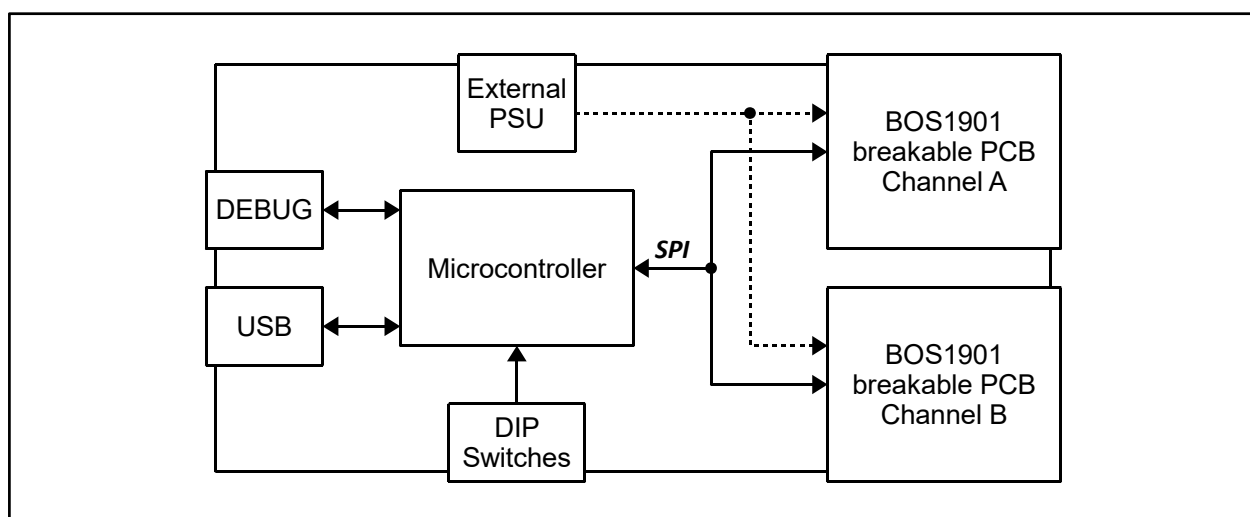 External
PSU
BOS1901
breakable PCB
Channel A
DEBUG
Microcontroller
SPI
USB
BOS1901
breakable PCB
Channel B
DIP
Switches